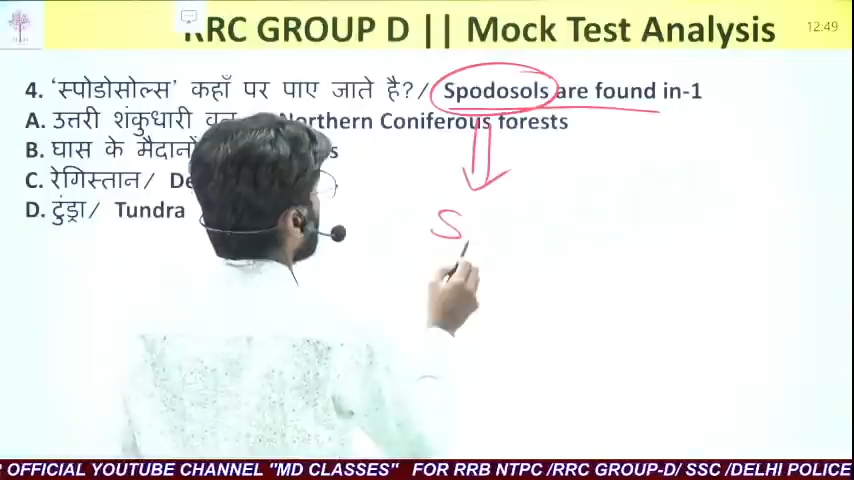 RRC GROUP D || Mock Test Analysis
12:49
4. ‘स्पोडोसोल्स’ कहाँ पर पाए जाते है?/ Spodosols are found in-1
A. उत्तरी शंकुधारी Northern Coniferous forests
B. घास के मैदानों
C. रेगिस्तान/
D. टुंड्रा/ Tundra
S
OFFICIAL YOUTUBE CHANNEL "MD CLASSES" FOR RRB NTPC /RRC GROUP-D/ SSC /DELHI POLICE